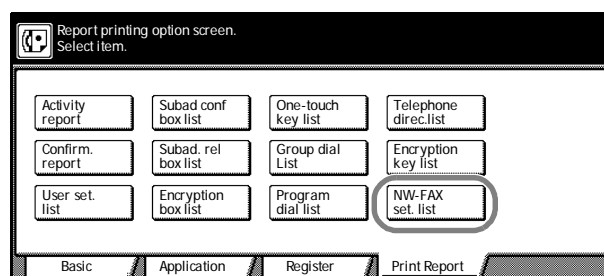 Report printing option screen.
Select item.
Activity report
Subad conf box list
One-touch key list
Telephone direc.list
Confirm. report
Subad. rel box list
Group dial List
Encryption key list
User set. list
Encryption box list
Program dial list
NW-FAX set. list
Basic
Application
Register
Print Report